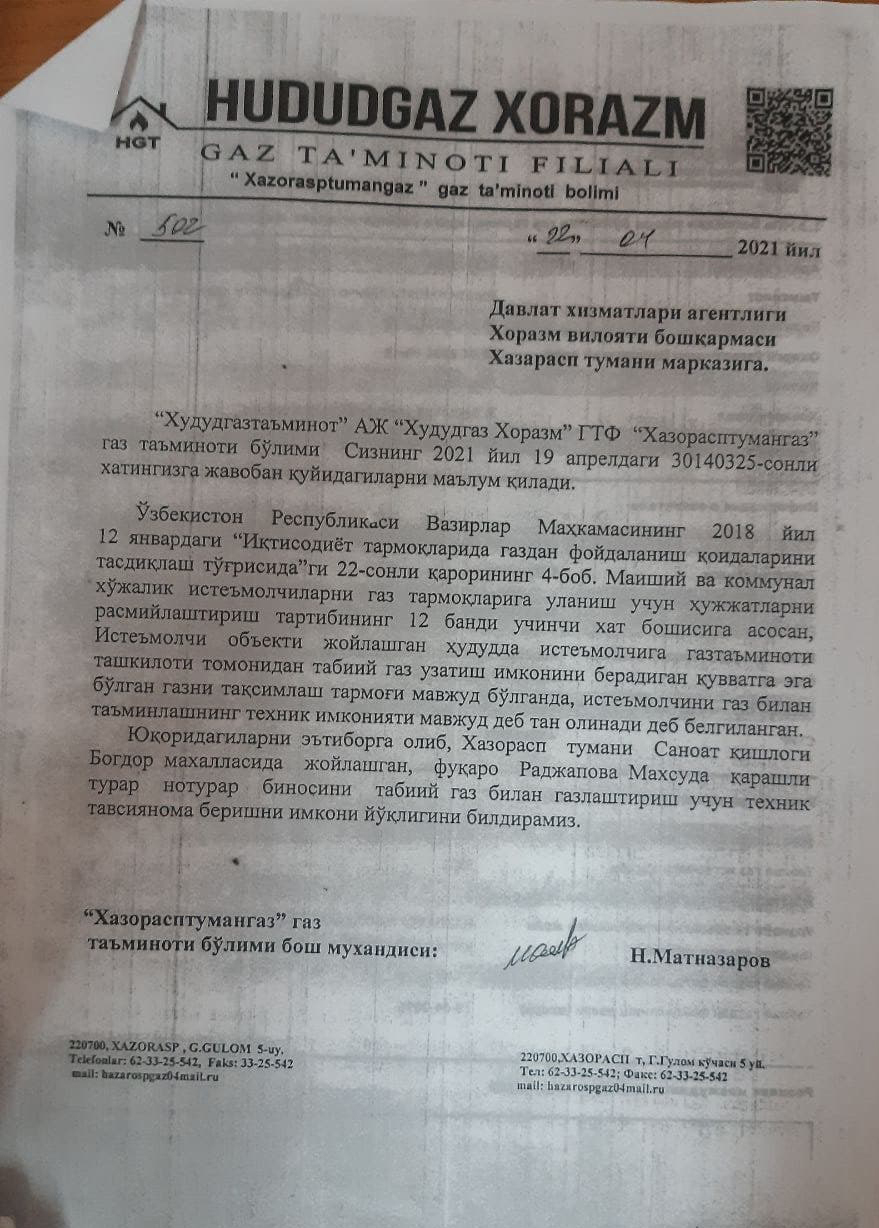 HGT
HUDUDGAZ XORAZM
GAZ TA'MINOTI FILIALI
“ Xazorasptumangaz ” gaz ta'minoti bolimi
№ 502
“22” 04 2021 йил
Давлат хизматлари агентлиги
Хоразм вилояти бошқармаси
Хазарасп тумани марказига.
“Худудгазтаъминот” АЖ “Худудгаз Хоразм” ГТФ “Хазорасптумангаз”
газ таъминоти бўлими Сизнинг 2021 йил 19 апрелдаги 30140325-сонли
хатингизга жавобан қуйидагиларни маълум қилади.
Ўзбекистон Республикаси Вазирлар Маҳкамасининг 2018 йил
12 январдаги “Иқтисодиёт тармоқларида газдан фойдаланиш қоидаларини
тасдиқлаш тўғрисида”ги 22-сонли қарорининг 4-боб. Маиший ва коммунал
хўжалик истеъмолчиларни газ тармоқларига уланиш учун ҳужжатларни
расмийлаштириш тартибининг 12 банди учинчи хат бошисига асосан,
Истеъмолчи объекти жойлашган ҳудудда истеъмолчига газтаъминоти
ташкилоти томонидан табиий газ узатиш имконини берадиган қувватга эга
бўлган газни тақсимлаш тармоғи мавжуд бўлганда, истеъмолчини газ билан
таъминлашнинг техник имконияти мавжуд деб тан олинади деб белгиланган.
Юқоридагиларни эътиборга олиб, Хазорасп тумани Саноат қишлоги
Богдор махалласида жойлашган, фуқаро Раджапова Махсуда қарашли
турар нотурар биносини табиий газ билан газлаштириш учун техник
тавсиянома беришни имкони йўқлигини билдирамиз.
“Хазорасптумангаз” газ
таъминоти бўлими бош мухандиси:
Н.Матназаров
220700, XAZORASP , G.GULOM 5-uy,
Telefonlar: 62-33-25-542, Faks: 33-25-542
mail: hazarospgaz04mail.ru
220700,ХАЗОРАСП т, Г.Гулом кўчаси 5 уй.
Тел: 62-33-25-542; Факс: 62-33-25-542
mail: hazarospgaz04mail.ru